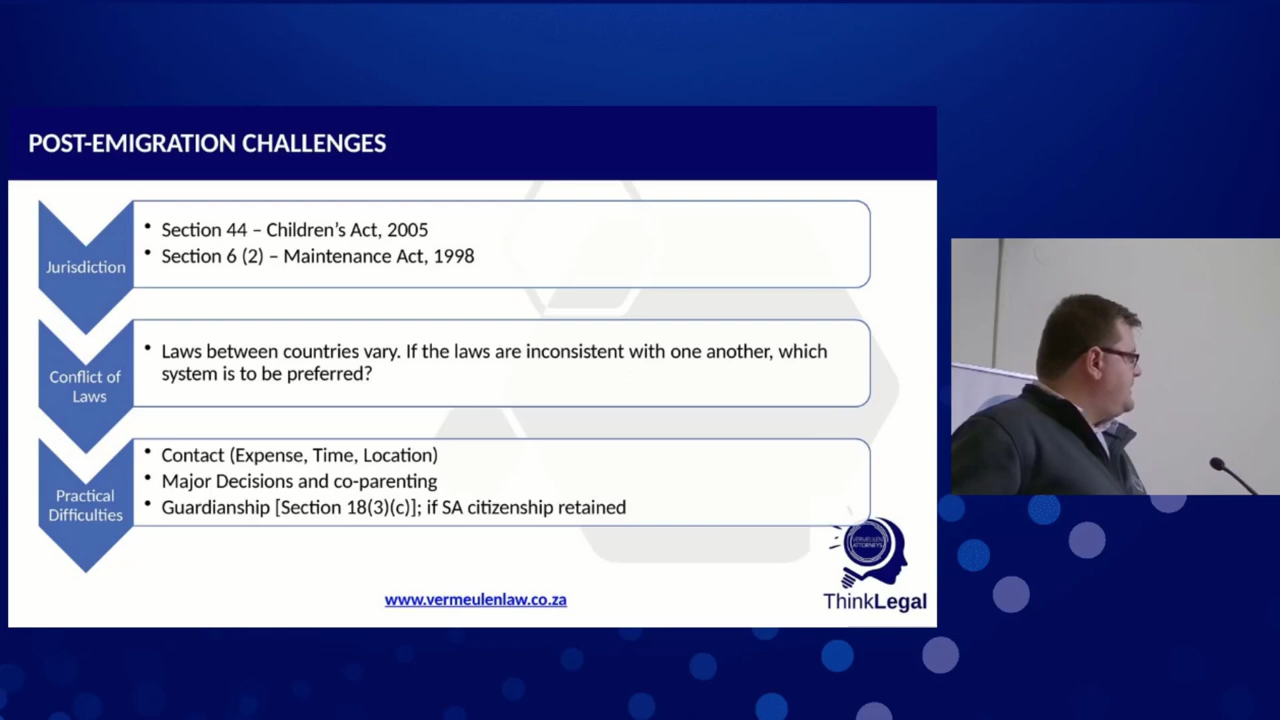 POST-EMIGRATION CHALLENGES
Jurisdiction
• Section 44 – Children's Act, 2005
• Section 6 (2) – Maintenance Act, 1998
Conflict of
Laws
• Laws between countries vary. If the laws are inconsistent with one another, which
system is to be preferred?
Practical
Difficulties
• Contact (Expense, Time, Location)
• Major Decisions and co-parenting
• Guardianship [Section 18(3)(c)]; if SA citizenship retained
VERMEULEN
ATTORNEYS
ThinkLegal
www.vermeulenlaw.co.za